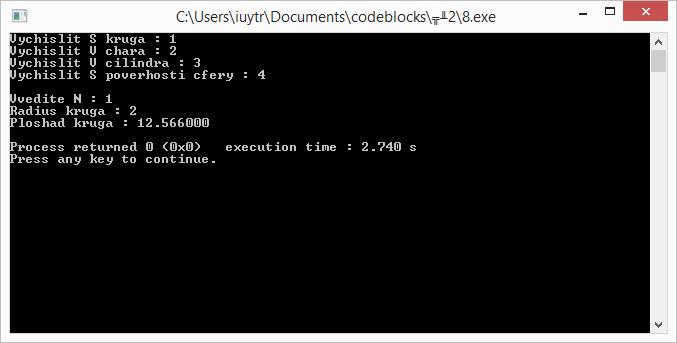 C:\Users\iuytr\Documents\codeblocks\╦╨2\8.exe
Vychislit S kruga : 1
Vychislit V chara : 2
Vychislit V cilindra : 3
Vychislit S poverhosti cfery : 4
Vvedite N : 1
Radius kruga : 2
Ploshad kruga : 12.566000
Process returned 0 (0x0)   execution time : 2.740 s
Press any key to continue.